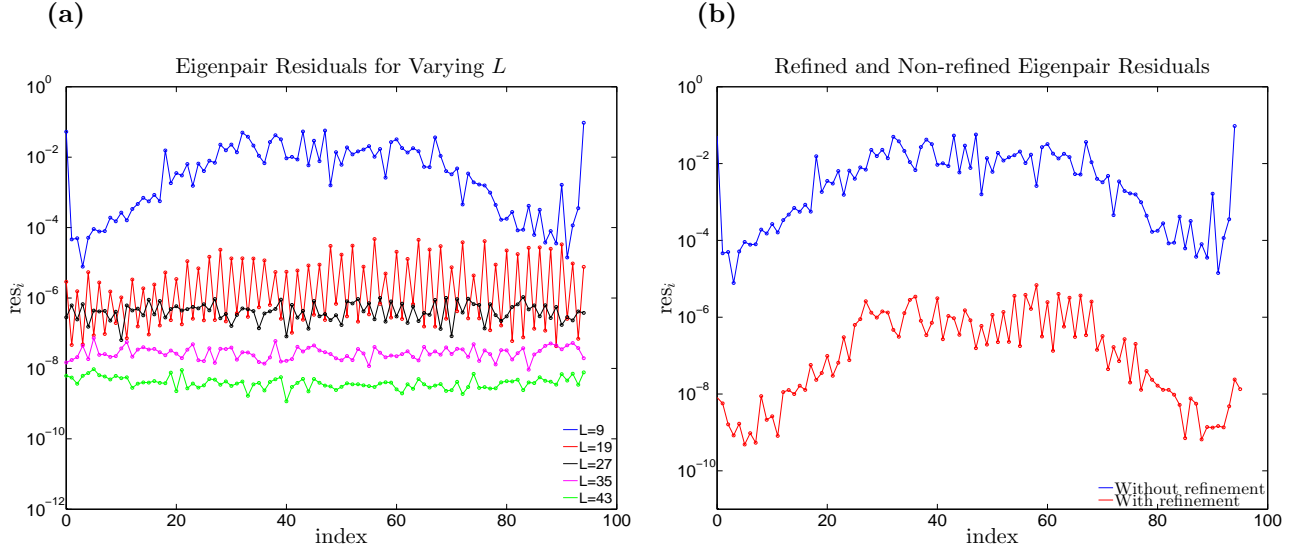 (a)
Eigenpair Residuals for Varying L
10^0
10^-2
10^-4
10^-6
10^-8
10^-10
10^-12
res_i
0 20 40 60 80 100
index
L=9
L=19
L=27
L=35
L=43
(b)
Refined and Non-refined Eigenpair Residuals
10^0
10^-2
10^-4
10^-6
10^-8
10^-10
res_i
0 20 40 60 80 100
index
Without refinement
With refinement